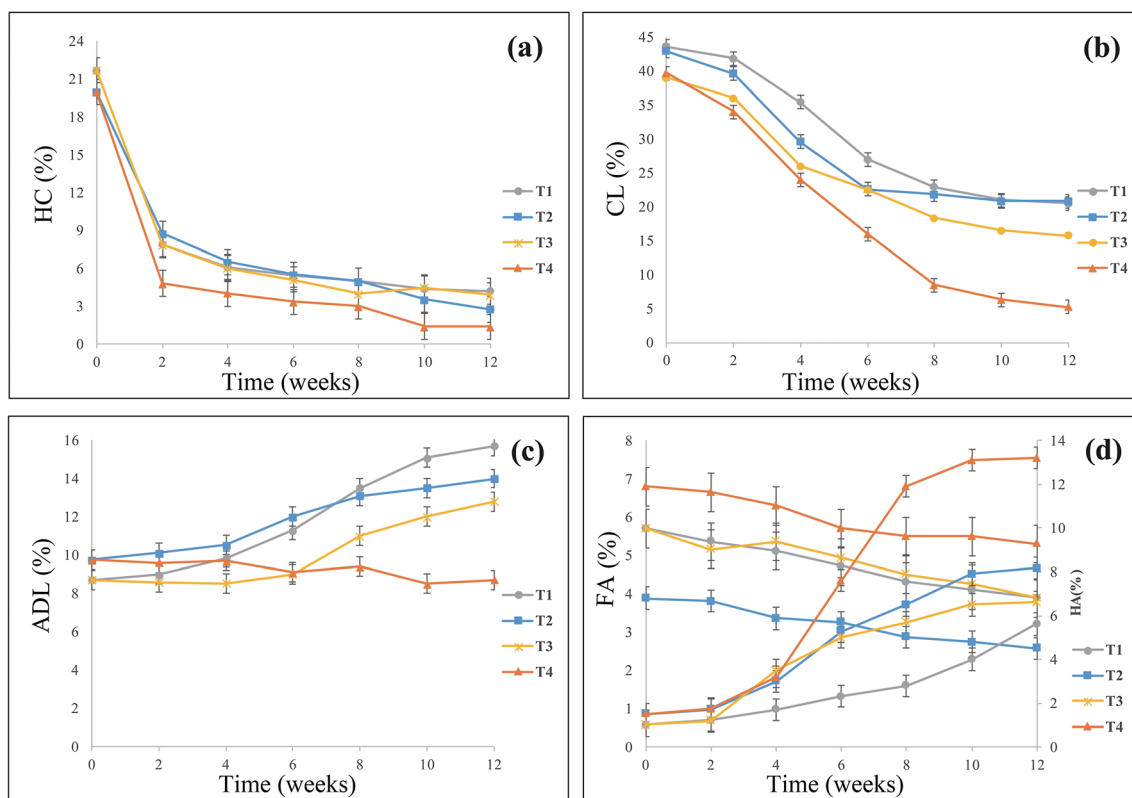 (a)
HC (%)
24
21
18
15
12
9
6
3
0
0 2 4 6 8 10 12
Time (weeks)
T1
T2
T3
T4
(b)
CL (%)
45
40
35
30
25
20
15
10
5
0
0 2 4 6 8 10 12
Time (weeks)
T1
T2
T3
T4
(c)
ADL (%)
16
14
12
10
8
6
4
2
0
0 2 4 6 8 10 12
Time (weeks)
T1
T2
T3
T4
(d)
FA (%)
8
7
6
5
4
3
2
1
0
0 2 4 6 8 10 12
Time (weeks)
14
12
10
8
6
4
2
0
HA(%)
T1
T2
T3
T4